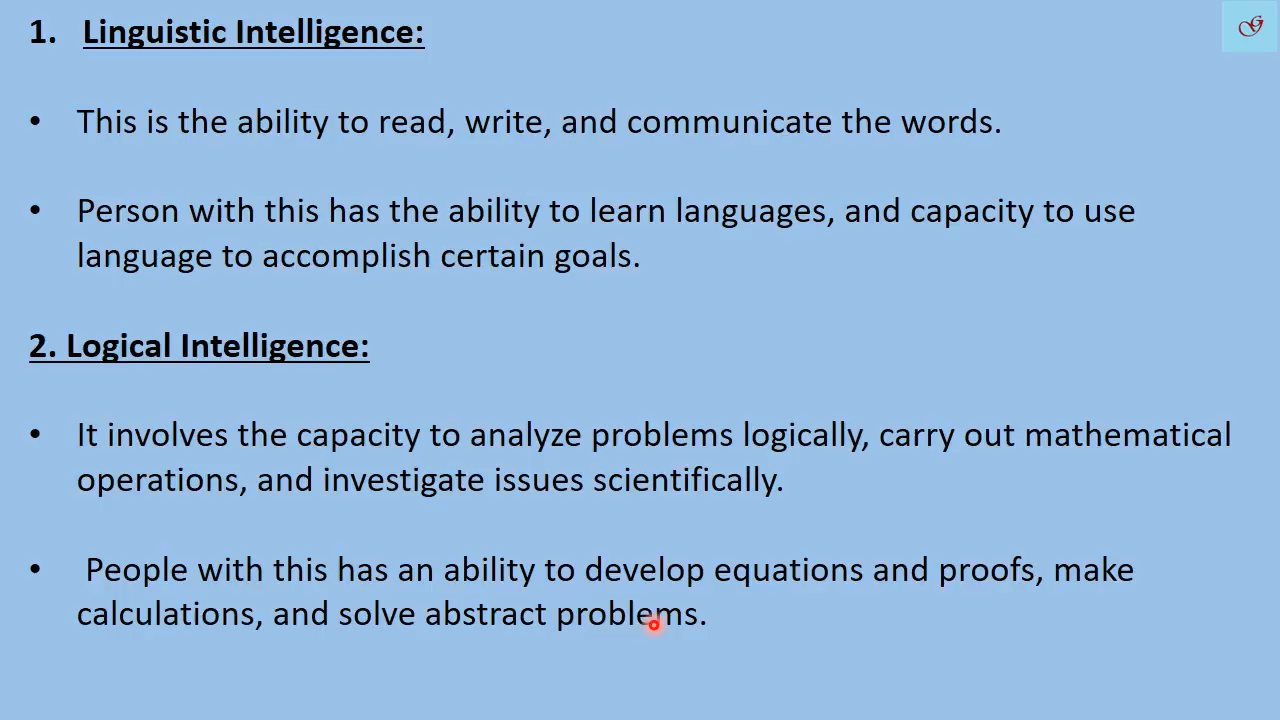 1. Linguistic Intelligence:
• This is the ability to read, write, and communicate the words.
• Person with this has the ability to learn languages, and capacity to use
language to accomplish certain goals.
2. Logical Intelligence:
• It involves the capacity to analyze problems logically, carry out mathematical
operations, and investigate issues scientifically.
• People with this has an ability to develop equations and proofs, make
calculations, and solve abstract problems.